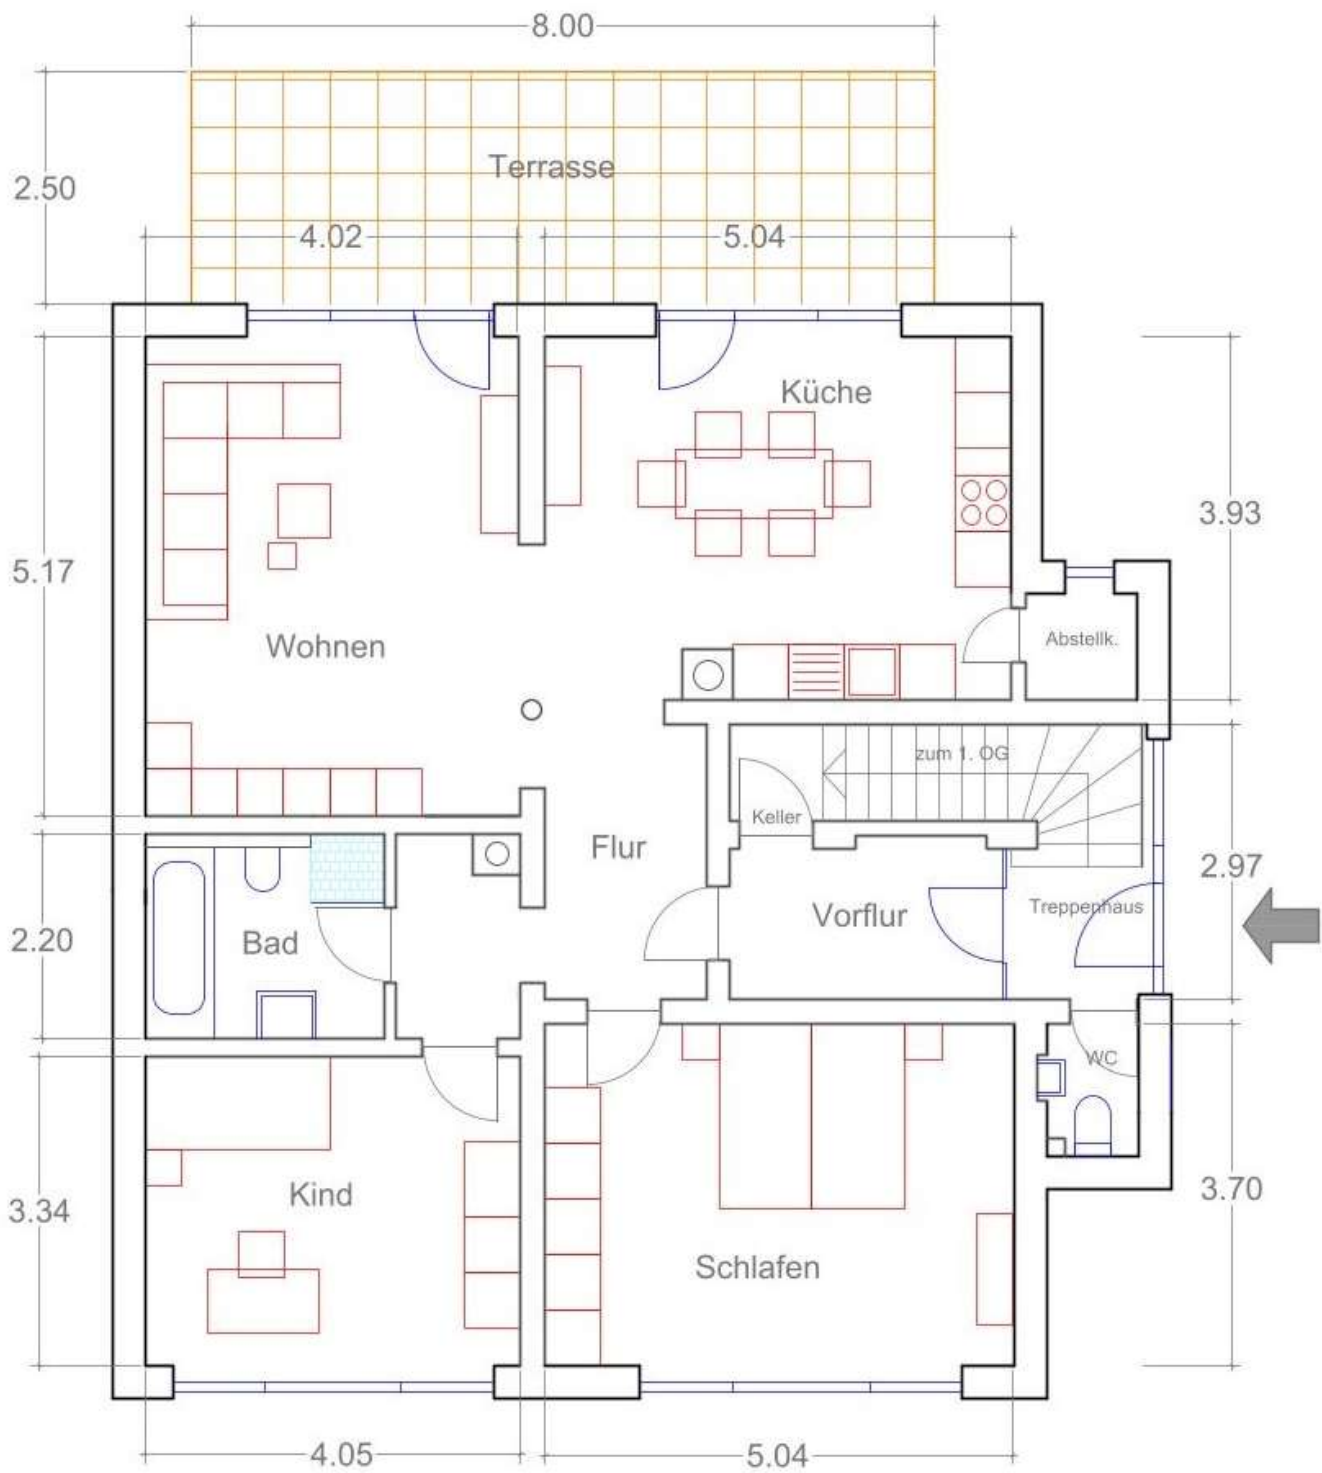 8.00
Terrasse
2.50
4.02
5.04
Küche
3.93
5.17
Wohnen
Abstellk.
zum 1. OG
Keller
Flur
2.97
Vorflur
Treppenhaus
2.20
Bad
WC
3.34
Kind
3.70
Schlafen
4.05
5.04